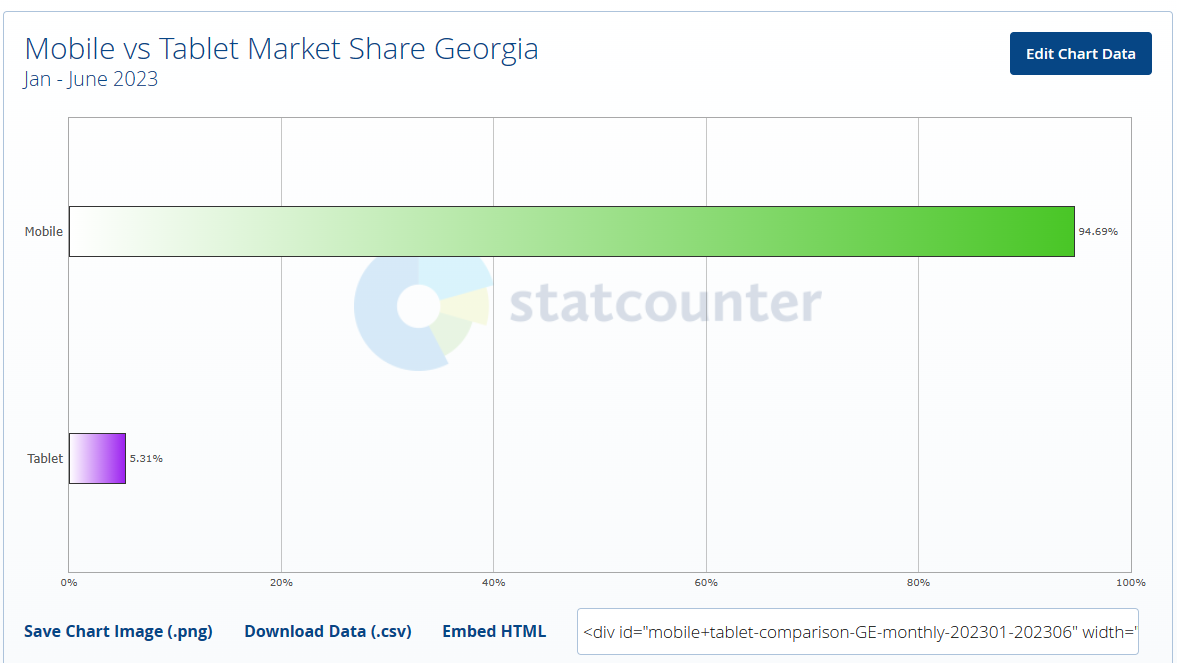 Mobile vs Tablet Market Share Georgia
Jan - June 2023
Edit Chart Data
Mobile
94.69%
statcounter
Tablet
5.31%
0%
20%
40%
60%
80%
100%
Save Chart Image (.png)
Download Data (.csv)
Embed HTML
<div id="mobile+tablet-comparison-GE-monthly-202301-202306" width="